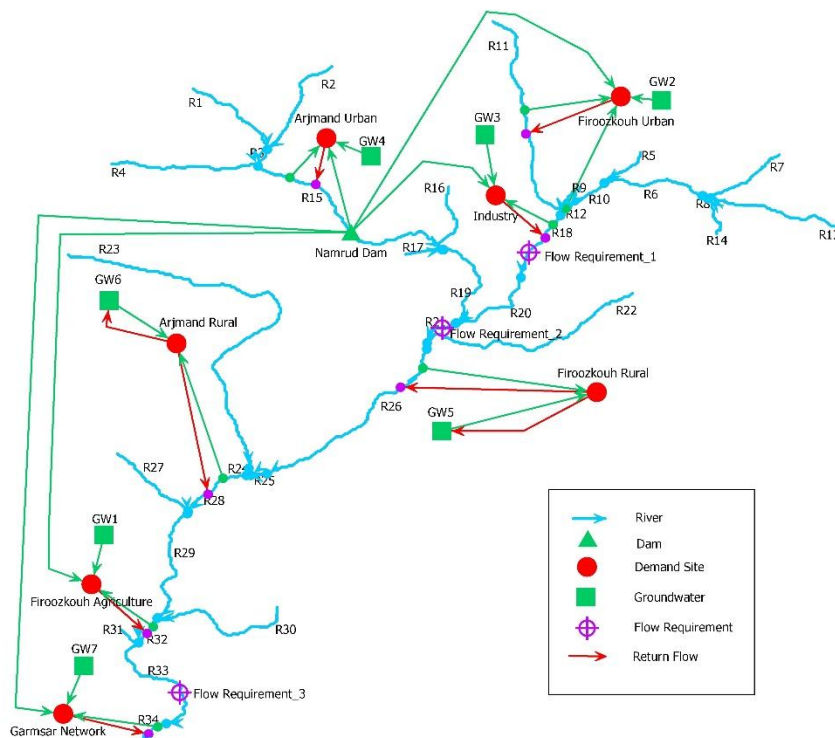 R11
R2
R1
GW2
GW3
Arjmand Urban
Firoozkouh Urban
R3
GW4
R5
R7
R4
R9
R6
R16
R10
R15
Industry
R12
R8
R18
R14
Namrud Dam
R17
R23
Flow Requirement_1
GW6
R19
R22
R20
Arjmand Rural
Flow Requirement_2
Firoozkouh Rural
R26
GW5
R27
R24
R25
R28
GW1
River
Dam
R29
Demand Site
Firoozkouh Agriculture
Groundwater
R31
R30
R32
Flow Requirement
GW7
R33
Return Flow
Flow Requirement_3
R34
Garmsar Network